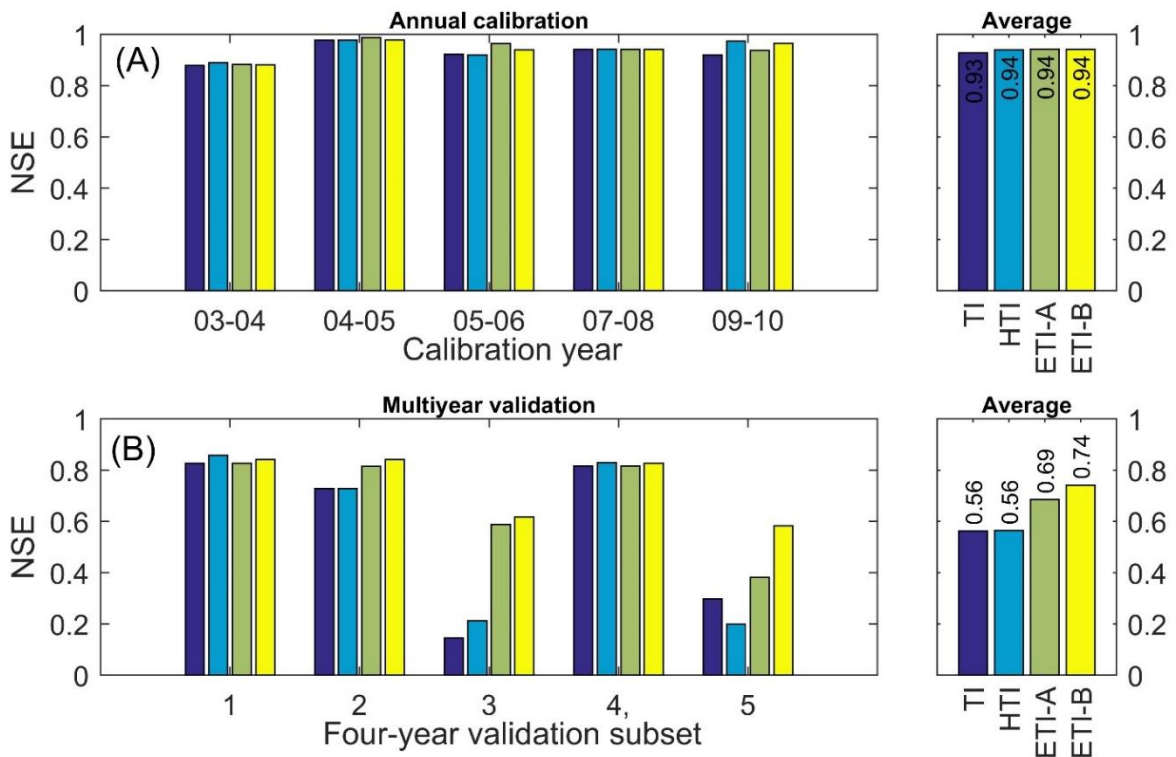 Annual calibration
Average
(A)
NSE
1
0.8
0.6
0.4
0.2
0
03-04 04-05 05-06 07-08 09-10
Calibration year
0.93
0.94
0.94
0.94
1
0.8
0.6
0.4
0.2
0
TI
HTI
ETI-A
ETI-B
Multiyear validation
Average
(B)
NSE
1
0.8
0.6
0.4
0.2
0
1 2 3 4, 5
Four-year validation subset
0.56
0.56
0.69
0.74
1
0.8
0.6
0.4
0.2
0
TI
HTI
ETI-A
ETI-B